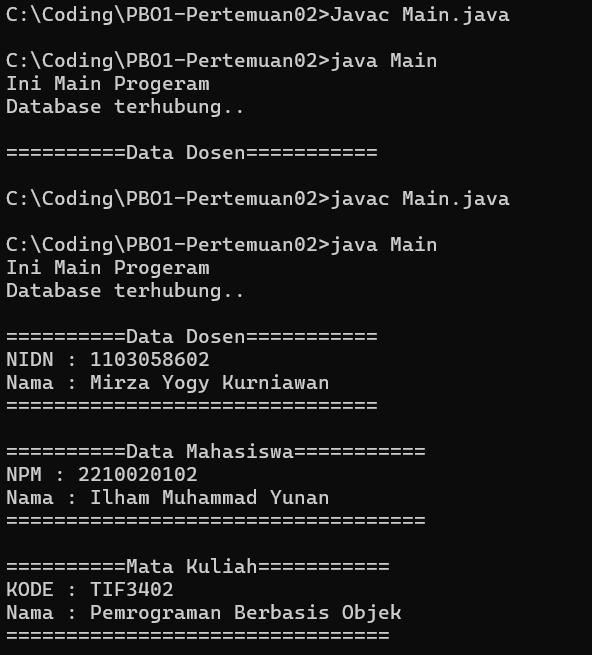 C:\Coding\PBO1-Pertemuan02>Javac Main.java
C:\Coding\PBO1-Pertemuan02>java Main
Ini Main Progeram
Database terhubung..
==========Data Dosen===========
C:\Coding\PBO1-Pertemuan02>javac Main.java
C:\Coding\PBO1-Pertemuan02>java Main
Ini Main Progeram
Database terhubung..
==========Data Dosen===========
NIDN : 1103058602
Nama : Mirza Yogy Kurniawan
===============================
==========Data Mahasiswa===========
NPM : 2210020102
Nama : Ilham Muhammad Yunan
===================================
==========Mata Kuliah===========
KODE : TIF3402
Nama : Pemrograman Berbasis Objek
================================